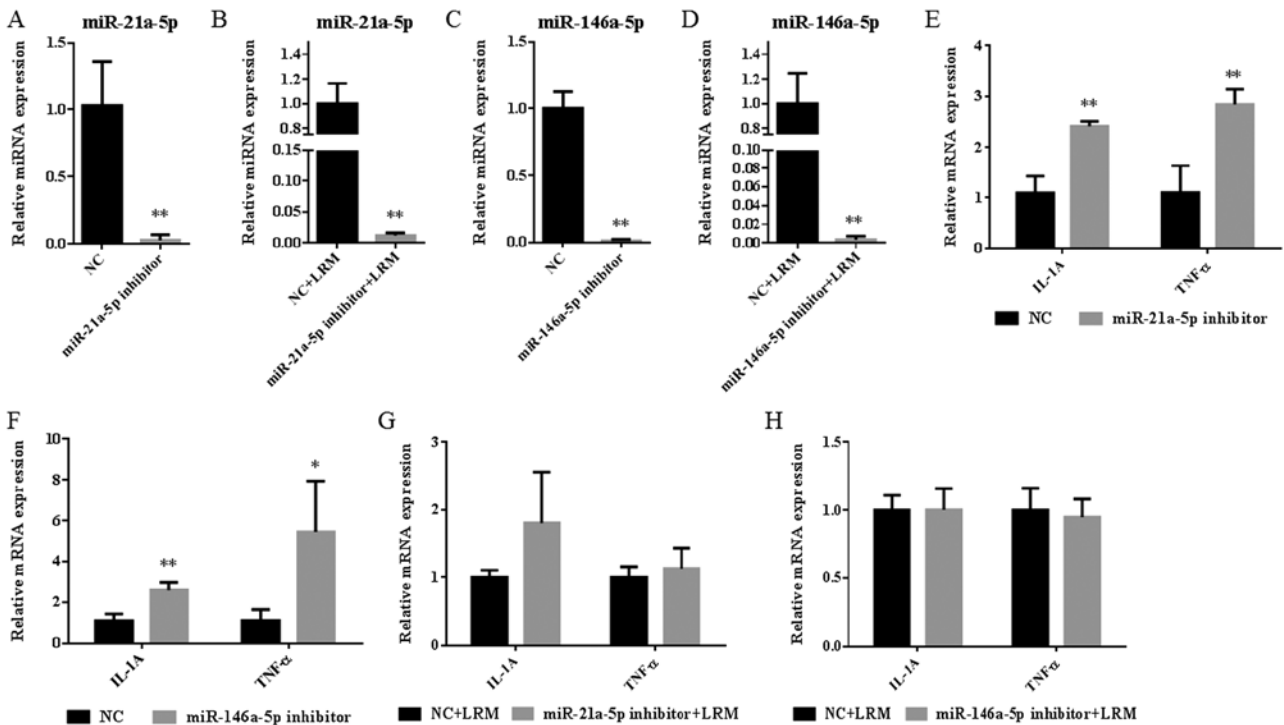 A
miR-21a-5p
Relative miRNA expression
1.5
1.0
0.5
0.0
**
NC
miR-21a-5p inhibitor
B
miR-21a-5p
Relative miRNA expression
1.4
1.2
1.0
0.8
0.15
0.10
0.05
0.00
**
NC+LRM
miR-21a-5p inhibitor+LRM
C
miR-146a-5p
Relative miRNA expression
1.5
1.0
0.5
0.0
**
NC
miR-146a-5p inhibitor
D
miR-146a-5p
Relative miRNA expression
1.4
1.2
1.0
0.8
0.10
0.08
0.06
0.04
0.02
0.00
**
NC+LRM
miR-146a-5p inhibitor+LRM
E
Relative mRNA expression
4
3
2
1
0
**
**
IL-1A
TNFα
NC
miR-21a-5p inhibitor
F
Relative mRNA expression
10
8
6
4
2
0
**
*
IL-1A
TNFα
NC
miR-146a-5p inhibitor
G
Relative mRNA expression
3
2
1
0
IL-1A
TNFα
NC+LRM
miR-21a-5p inhibitor+LRM
H
Relative mRNA expression
1.5
1.0
0.5
0.0
IL-1A
TNFα
NC+LRM
miR-146a-5p inhibitor+LRM